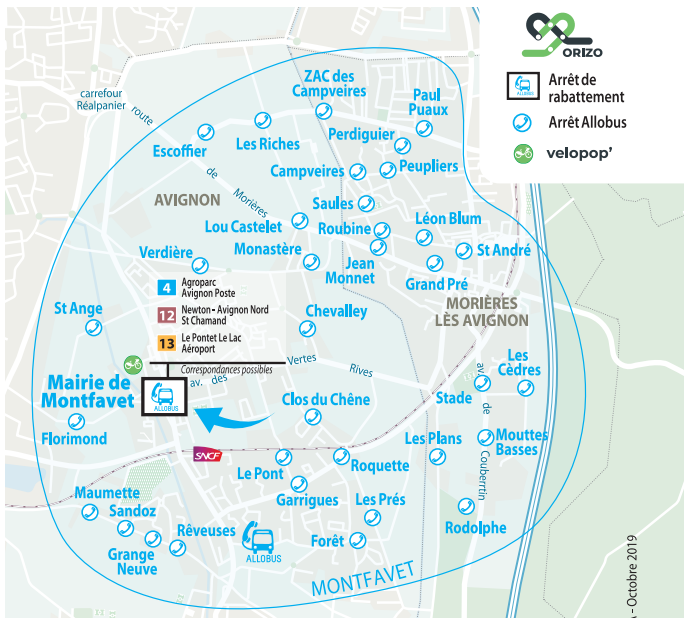 ORIZO
ALLOBUS
Arrêt de
rabattement
Arrêt Allobus
velopop'
carrefour
Réalpanier
route
de
Morières
ZAC des
Campveires
Paul
Puaux
Escoffier
Les Riches
Perdiguier
Campveires
Peupliers
AVIGNON
Saules
Lou Castelet
Roubine
Léon Blum
Monastère
Jean
Monnet
St André
Verdière
Grand Pré
4 Agroparc
Avignon Poste
12 Newton - Avignon Nord
St Chamand
13 Le Pontet Le Lac
Aéroport
Correspondances possibles
St Ange
Chevalley
MORIÈRES
LÈS AVIGNON
av. des
Vertes
Rives
Mairie de
Montfavet
ALLOBUS
Les
Cèdres
Stade
av.
de
Couberrtin
Clos du Chêne
Florimond
Les Plans
Mouttes
Basses
SNCF
Le Pont
Roquette
Garrigues
Maumette
Sandoz
Les Prés
Rodolphe
Rêveuses
Grange
Neuve
Forêt
ALLOBUS
MONTFAVET
- Octobre 2019